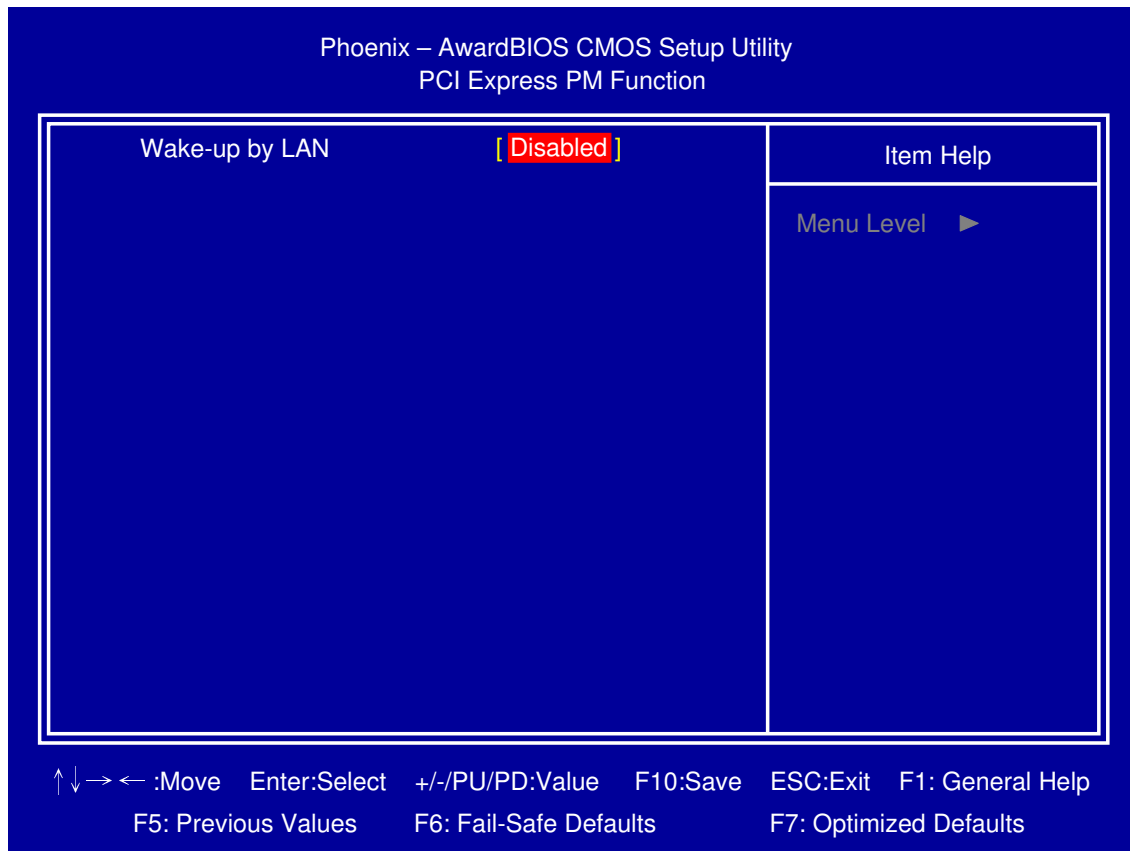 Phoenix – AwardBIOS CMOS Setup Utility
PCI Express PM Function
Wake-up by LAN [ Disabled ]
Item Help
Menu Level ►
↑↓→← :Move Enter:Select +/-/PU/PD:Value F10:Save ESC:Exit F1: General Help
F5: Previous Values F6: Fail-Safe Defaults F7: Optimized Defaults